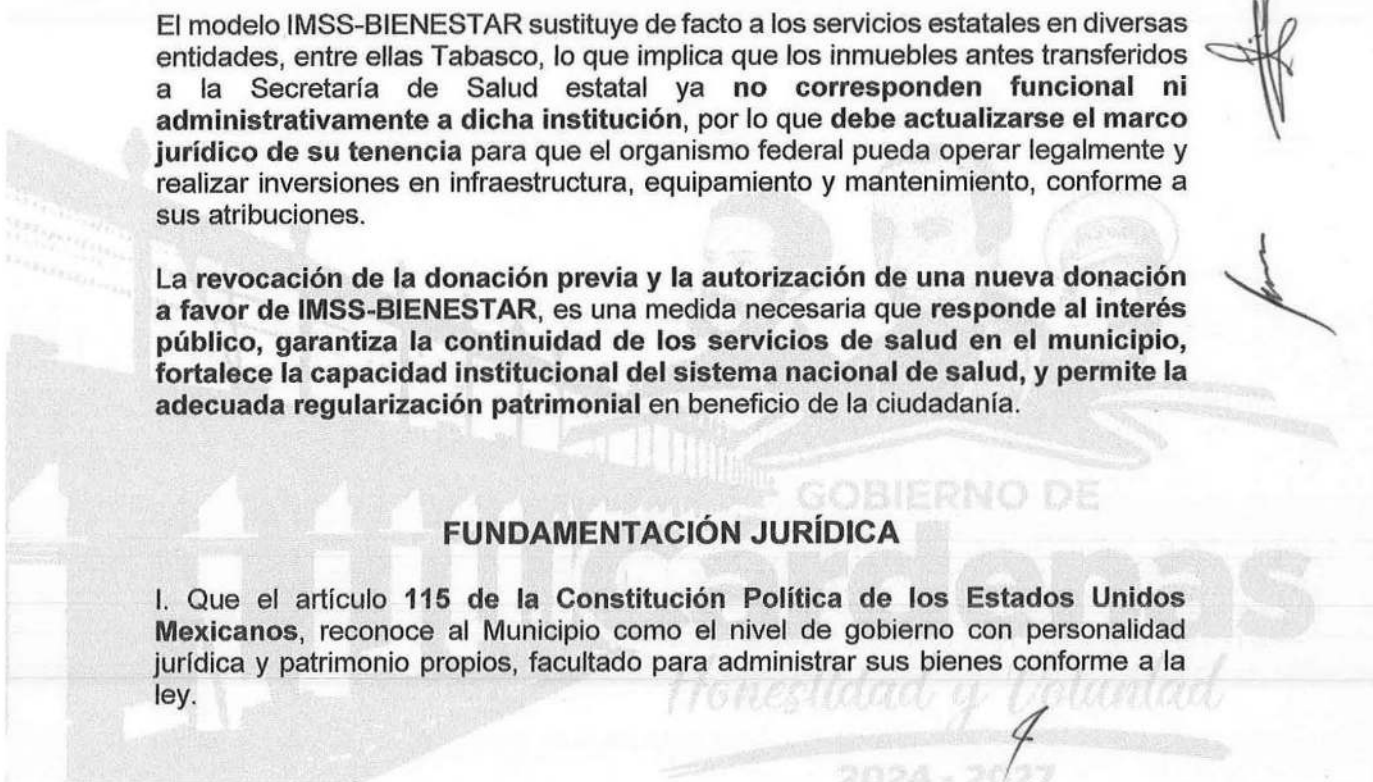 El modelo IMSS-BIENESTAR sustituye de facto a los servicios estatales en diversas
entidades, entre ellas Tabasco, lo que implica que los inmuebles antes transferidos
a la Secretaría de Salud estatal ya no corresponden funcional ni
administrativamente a dicha institución, por lo que debe actualizarse el marco
jurídico de su tenencia para que el organismo federal pueda operar legalmente y
realizar inversiones en infraestructura, equipamiento y mantenimiento, conforme a
sus atribuciones.
La revocación de la donación previa y la autorización de una nueva donación
a favor de IMSS-BIENESTAR, es una medida necesaria que responde al interés
público, garantiza la continuidad de los servicios de salud en el municipio,
fortalece la capacidad institucional del sistema nacional de salud, y permite la
adecuada regularización patrimonial en beneficio de la ciudadanía.
GOBIERNO DE
FUNDAMENTACIÓN JURÍDICA
Cárdenas
I. Que el artículo 115 de la Constitución Política de los Estados Unidos
Mexicanos, reconoce al Municipio como el nivel de gobierno con personalidad
jurídica y patrimonio propios, facultado para administrar sus bienes conforme a la
ley.
Honestidad y Voluntad
2024 - 2027